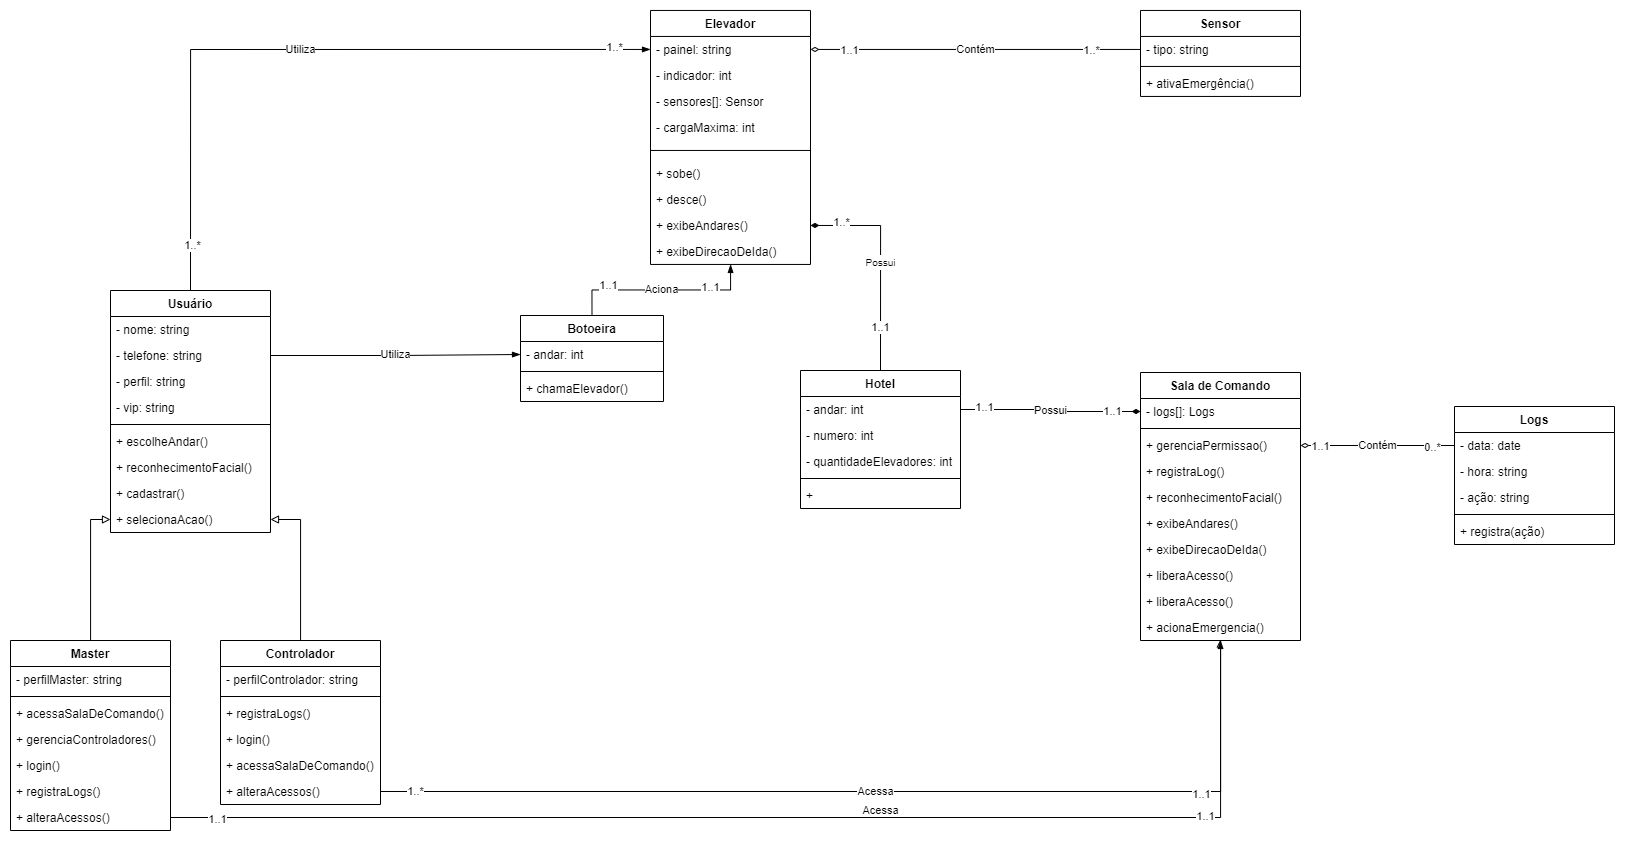 Elevador
- painel: string
- indicador: int
- sensores[]: Sensor
- cargaMaxima: int
+ sobe()
+ desce()
+ exibeAndares()
+ exibeDirecaoDeIda()
Sensor
- tipo: string
+ ativaEmergência()
Utiliza
1..*
1..*
1..1
Contém
1..*
1..*
Possui
1..1
1..1
Aciona
1..1
Usuário
- nome: string
- telefone: string
- perfil: string
- vip: string
+ escolheAndar()
+ reconhecimentoFacial()
+ cadastrar()
+ selecionaAcao()
Utiliza
Botoeira
- andar: int
+ chamaElevador()
Hotel
- andar: int
- numero: int
- quantidadeElevadores: int
+
1..1
Possui
1..1
Sala de Comando
- logs[]: Logs
+ gerenciaPermissao()
+ registraLog()
+ reconhecimentoFacial()
+ exibeAndares()
+ exibeDirecaoDeIda()
+ liberaAcesso()
+ liberaAcesso()
+ acionaEmergencia()
1..1
Contém
0..*
Logs
- data: date
- hora: string
- ação: string
+ registra(ação)
Master
- perfilMaster: string
+ acessaSalaDeComando()
+ gerenciaControladores()
+ login()
+ registraLogs()
+ alteraAcessos()
Controlador
- perfilControlador: string
+ registraLogs()
+ login()
+ acessaSalaDeComando()
+ alteraAcessos()
1..*
Acessa
1..1
1..1
Acessa
1..1